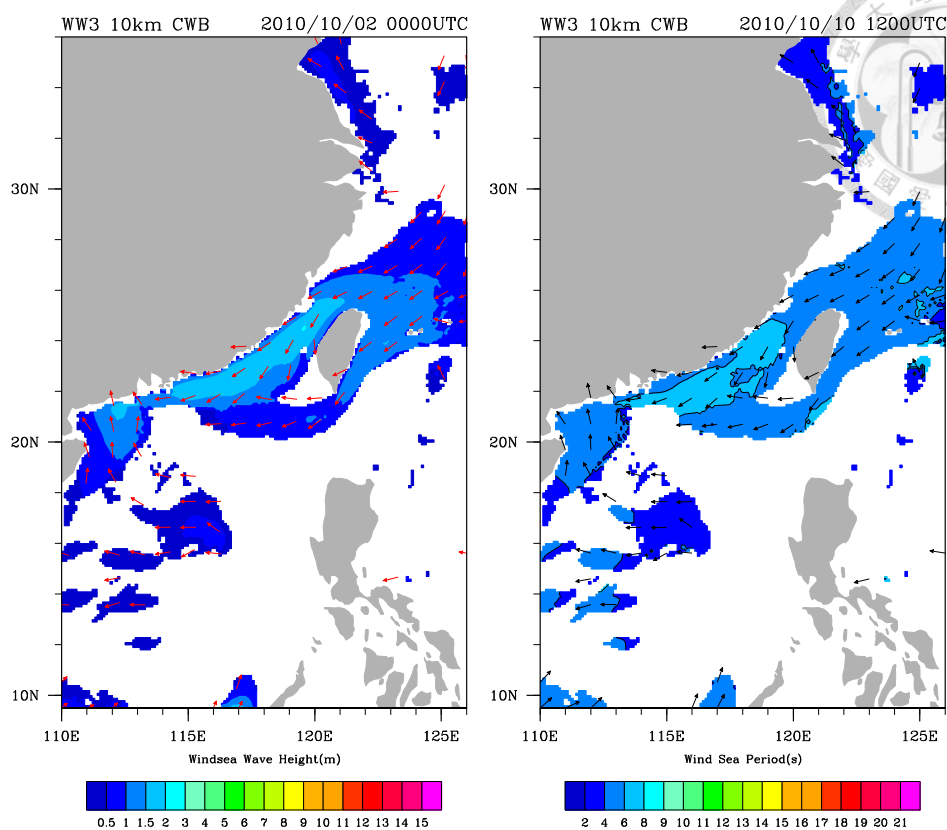 WW3 10km CWB 2010/10/02 0000UTC
30N
20N
10N
110E 115E 120E 125E
Windsea Wave Height(m)
0.5 1 1.5 2 3 4 5 6 7 8 9 10 11 12 13 14 15
WW3 10km CWB 2010/10/10 1200UTC
30N
20N
10N
110E 115E 120E 125E
Wind Sea Period(s)
2 4 6 8 9 10 11 12 13 14 15 16 17 18 19 20 21